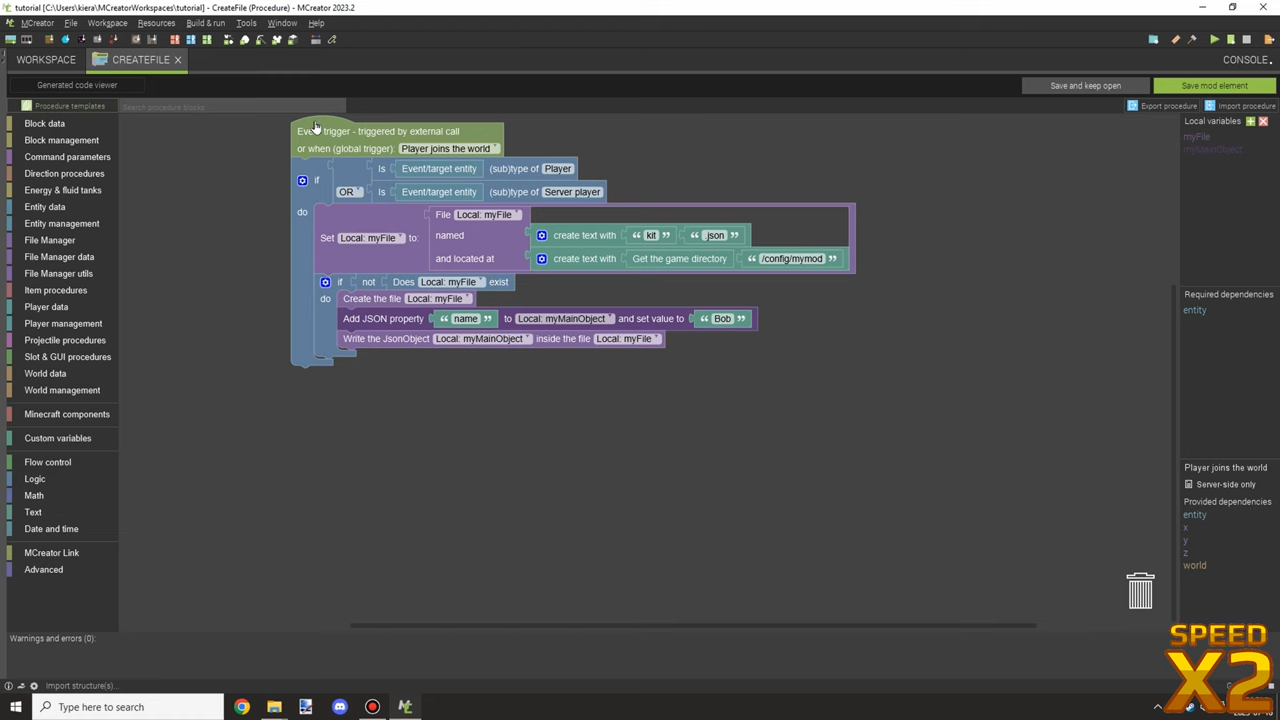 tutorial [C:\Users\kiera\MCreatorWorkspaces\tutorial] - CreateFile (Procedure) - MCreator 2023.2
MCreator File Workspace Resources Build & run Tools Window Help
WORKSPACE CREATEFILE CONSOLE
Generated code viewer Save and keep open Save mod element
Procedure templates Search procedure blocks Export procedure Import procedure
Block data
Block management
Command parameters
Direction procedures
Energy & fluid tanks
Entity data
Entity management
File Manager
File Manager data
File Manager utils
Item procedures
Player data
Player management
Projectile procedures
Slot & GUI procedures
World data
World management
Minecraft components
Custom variables
Flow control
Logic
Math
Text
Date and time
MCreator Link
Advanced
Event trigger - triggered by external call
or when (global trigger): Player joins the world
if Is Event/target entity (sub)type of Player
OR Is Event/target entity (sub)type of Server player
do
Set Local: myFile to: File Local: myFile
named create text with “ kit ” “ .json ”
and located at create text with Get the game directory “ /config/mymod ”
if not Does Local: myFile exist
do Create the file Local: myFile
Add JSON property “ name ” to Local: myMainObject and set value to “ Bob ”
Write the JsonObject Local: myMainObject inside the file Local: myFile
Local variables
myFile
myMainObject
Required dependencies
entity
Player joins the world
Server-side only
Provided dependencies
entity
x
y
z
world
Warnings and errors (0):
Import structure(s)...
SPEED
X2
Type here to search